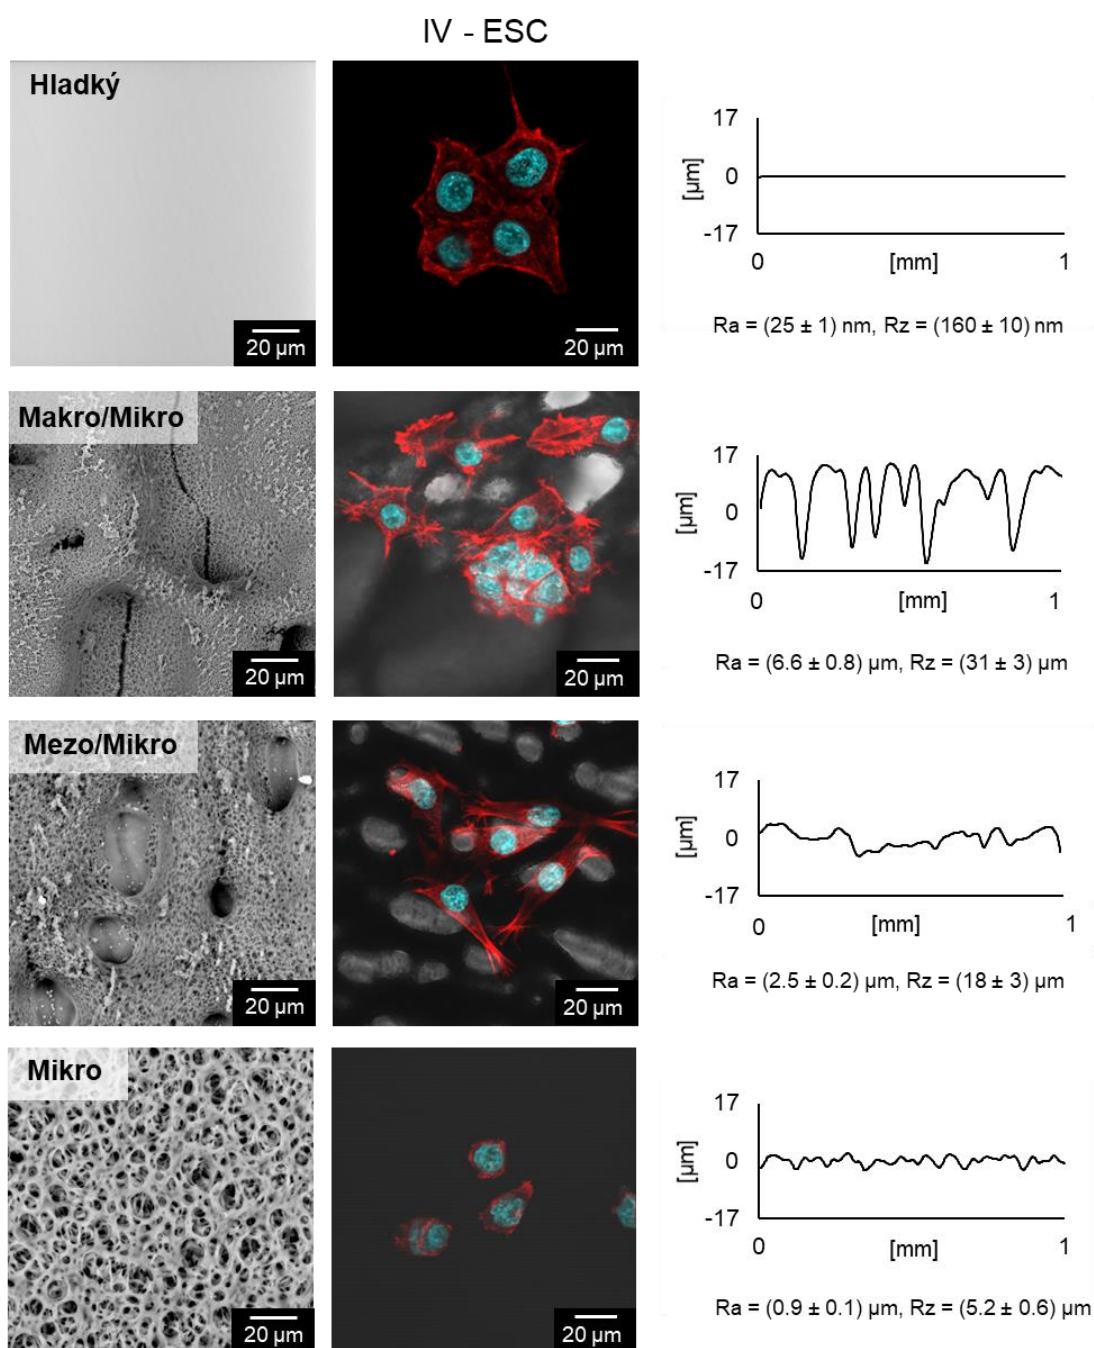 IV - ESC
Hladký
20 µm
20 µm
17
0
-17
[µm]
0
[mm]
1
Ra = (25 ± 1) nm, Rz = (160 ± 10) nm
Makro/Mikro
20 µm
20 µm
17
0
-17
[µm]
0
[mm]
1
Ra = (6.6 ± 0.8) µm, Rz = (31 ± 3) µm
Mezo/Mikro
20 µm
20 µm
17
0
-17
[µm]
0
[mm]
1
Ra = (2.5 ± 0.2) µm, Rz = (18 ± 3) µm
Mikro
20 µm
20 µm
17
0
-17
[µm]
0
[mm]
1
Ra = (0.9 ± 0.1) µm, Rz = (5.2 ± 0.6) µm